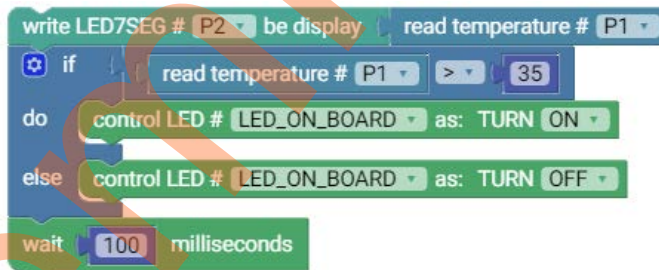 write LED7SEG # P2 be display read temperature # P1
if read temperature # P1 > 35
do control LED # LED_ON_BOARD as: TURN ON
else control LED # LED_ON_BOARD as: TURN OFF
wait 100 milliseconds